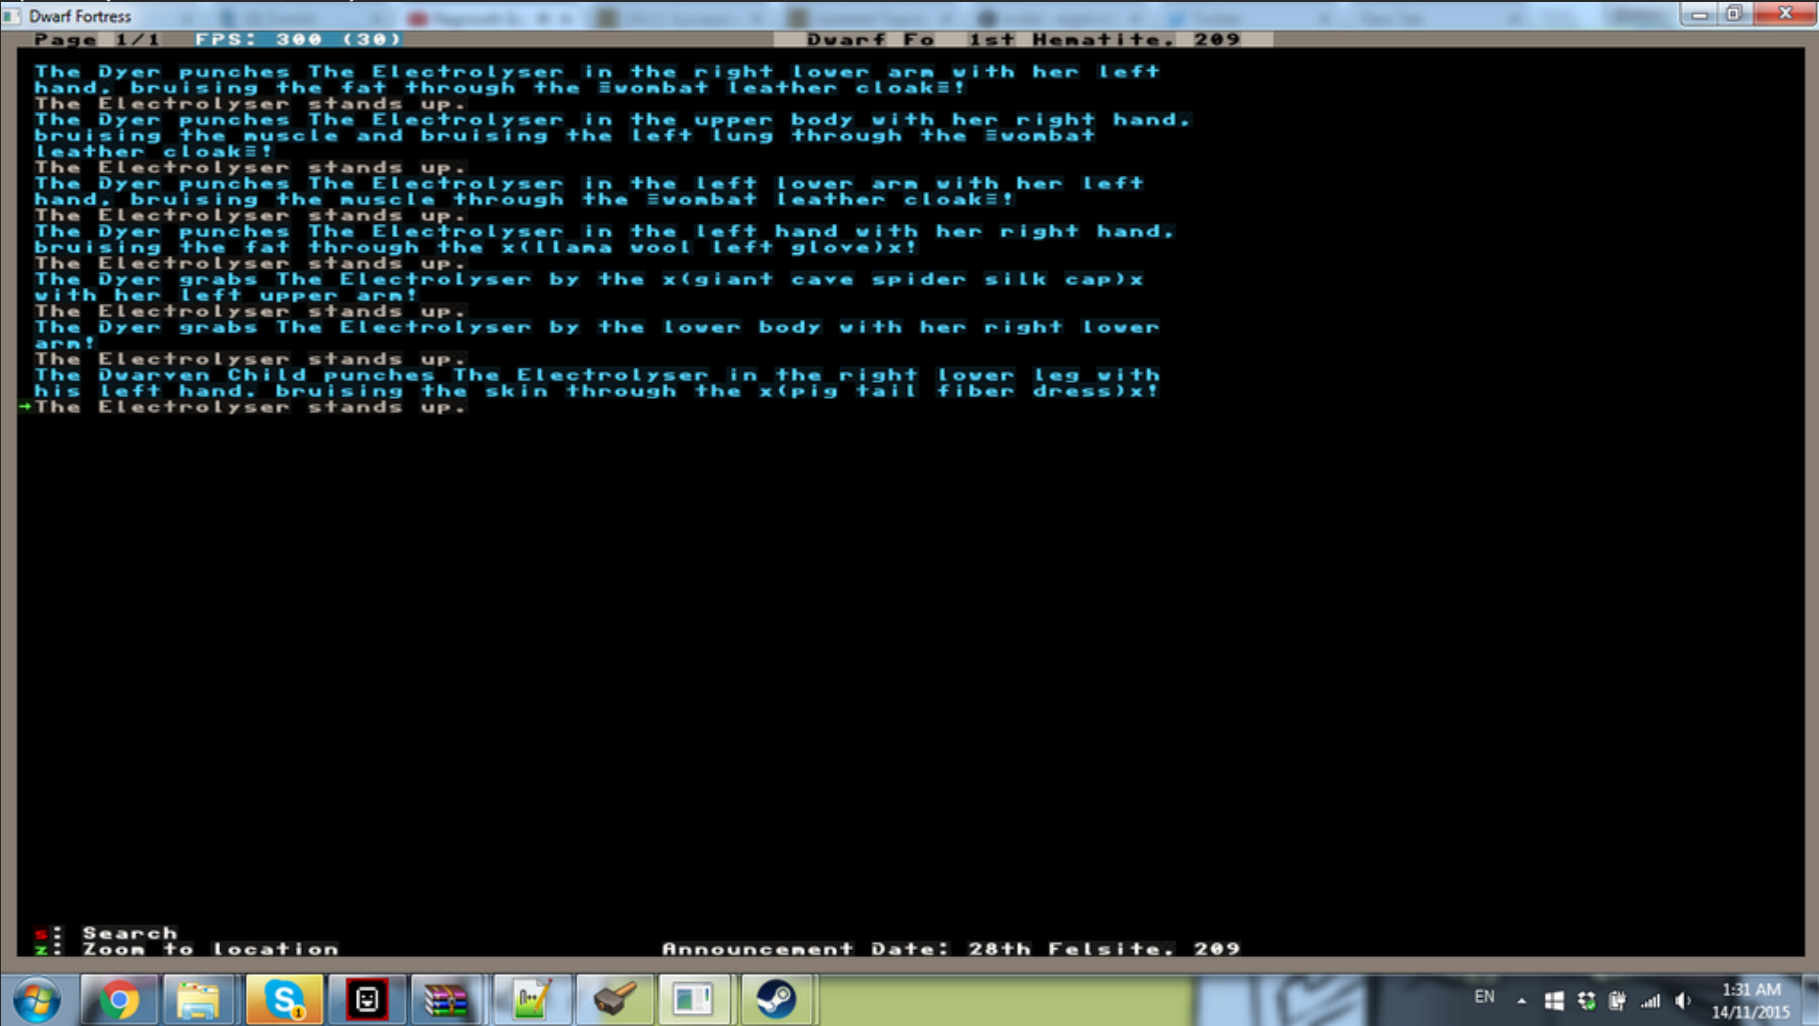 Dwarf Fortress
Page 1/1 FPS: 300 (30) Dwarf Fo 1st Hematite, 209
The Dyer punches The Electrolyser in the right lower arm with her left
hand, bruising the fat through the ≡wombat leather cloak≡!
The Electrolyser stands up.
The Dyer punches The Electrolyser in the upper body with her right hand,
bruising the muscle and bruising the left lung through the ≡wombat
leather cloak≡!
The Electrolyser stands up.
The Dyer punches The Electrolyser in the left lower arm with her left
hand, bruising the muscle through the ≡wombat leather cloak≡!
The Electrolyser stands up.
The Dyer punches The Electrolyser in the left hand with her right hand,
bruising the fat through the x(llama wool left glove)x!
The Electrolyser stands up.
The Dyer grabs The Electrolyser by the x(giant cave spider silk cap)x
with her left upper arm!
The Electrolyser stands up.
The Dyer grabs The Electrolyser by the lower body with her right lower
arm!
The Electrolyser stands up.
The Dwarven Child punches The Electrolyser in the right lower leg with
his left hand, bruising the skin through the x(pig tail fiber dress)x!
→The Electrolyser stands up.
s: Search
z: Zoom to location Announcement Date: 28th Felsite, 209
EN 1:31 AM
14/11/2015